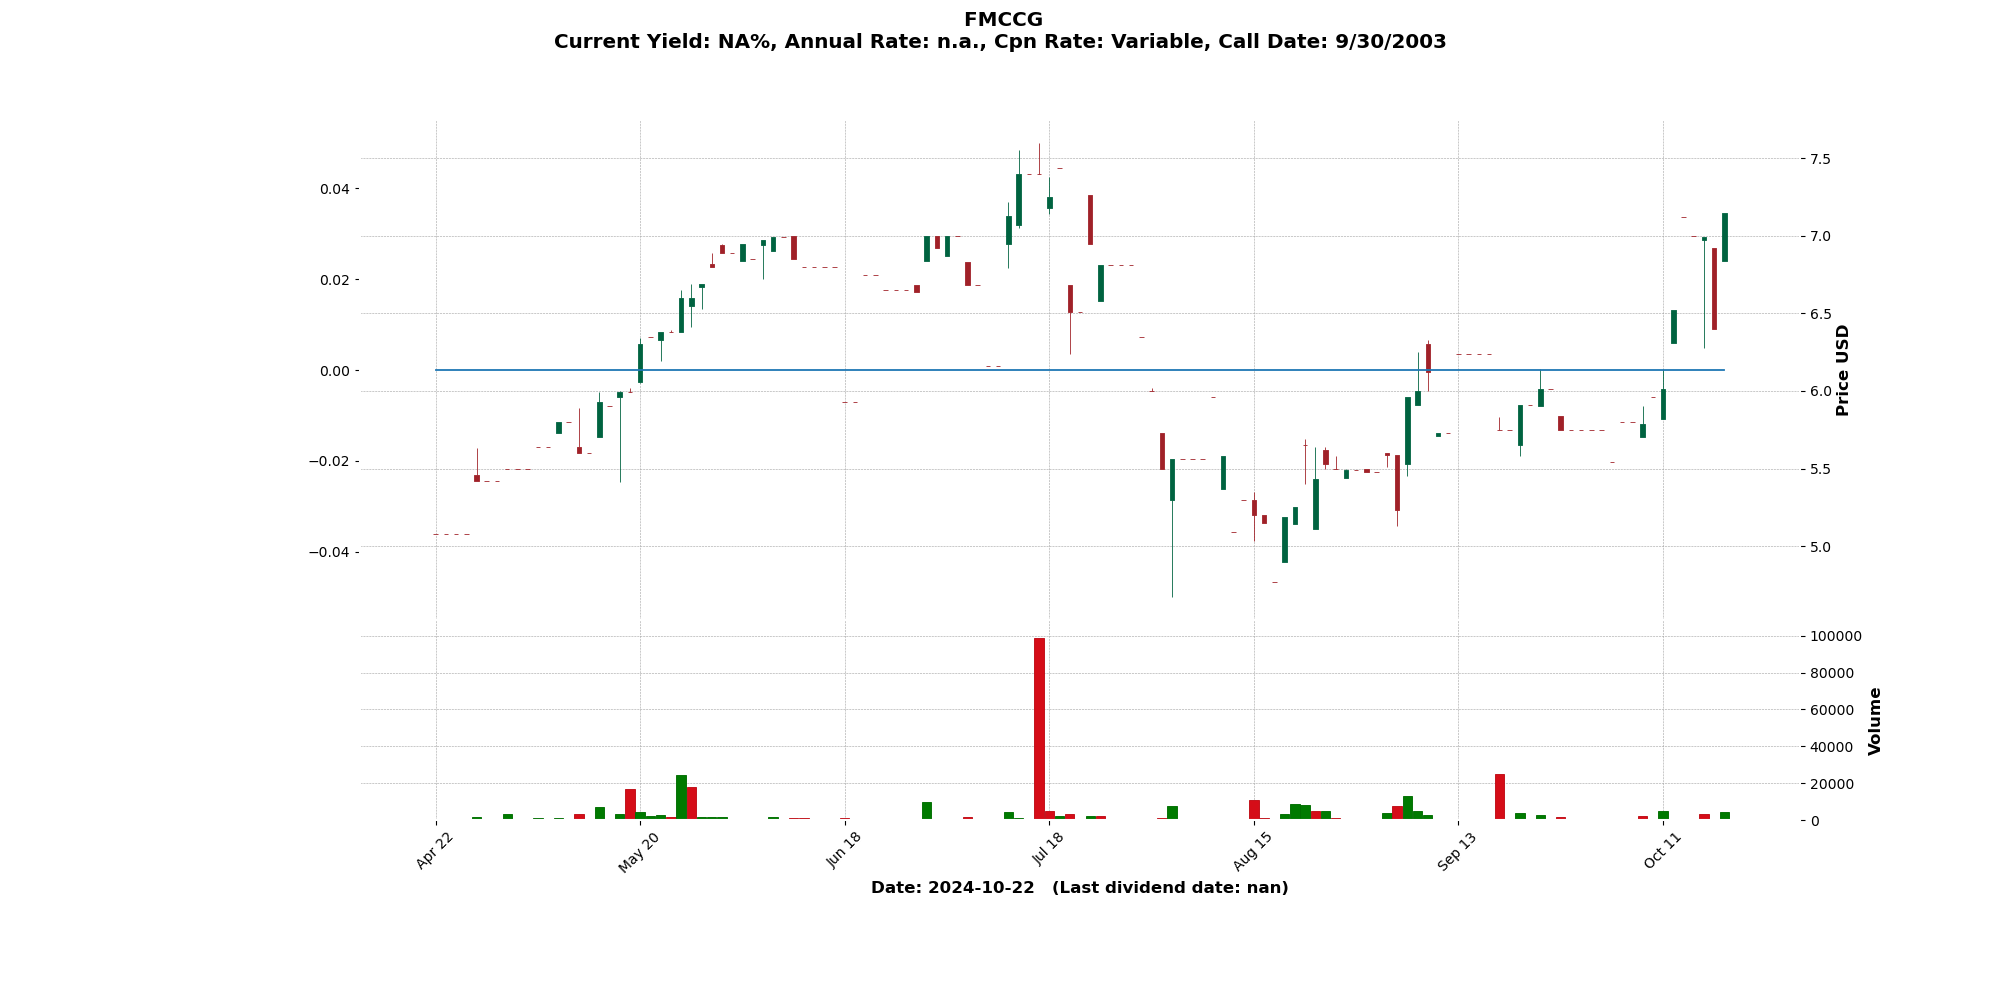 FMCCG
Current Yield: NA%, Annual Rate: n.a., Cpn Rate: Variable, Call Date: 9/30/2003
0.04
0.02
0.00
−0.02
−0.04
7.5
7.0
6.5
6.0
5.5
5.0
Price USD
100000
80000
60000
40000
20000
0
Volume
Apr 22
May 20
Jun 18
Jul 18
Aug 15
Sep 13
Oct 11
Date: 2024-10-22   (Last dividend date: nan)